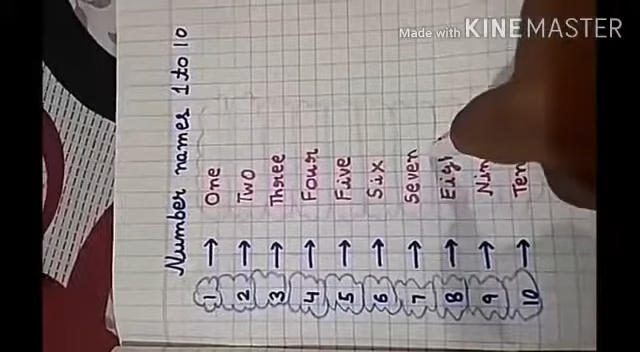 Made with KINEMASTER
Number names 1 to 10
1 → One
2 → Two
3 → Three
4 → Four
5 → Five
6 → Six
7 → Seven
8 → Eigh
9 → Nin
10 → Ten